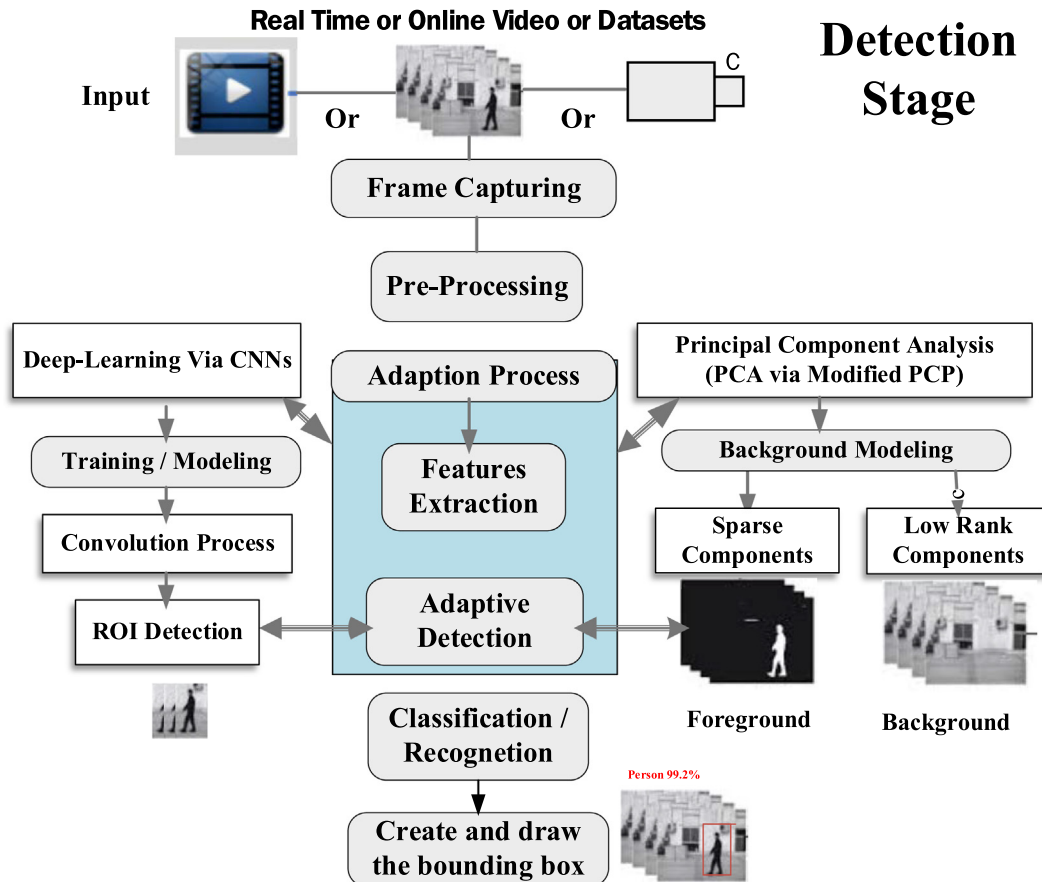 Real Time or Online Video or Datasets
Detection
Stage
C
Input
Or
Or
Frame Capturing
Pre-Processing
Deep-Learning Via CNNs
Adaption Process
Principal Component Analysis
(PCA via Modified PCP)
Training / Modeling
Features
Extraction
Background Modeling
c
Convolution Process
Sparse
Components
Low Rank
Components
ROI Detection
Adaptive
Detection
Foreground
Background
Classification /
Recognetion
Person 99.2%
Create and draw
the bounding box